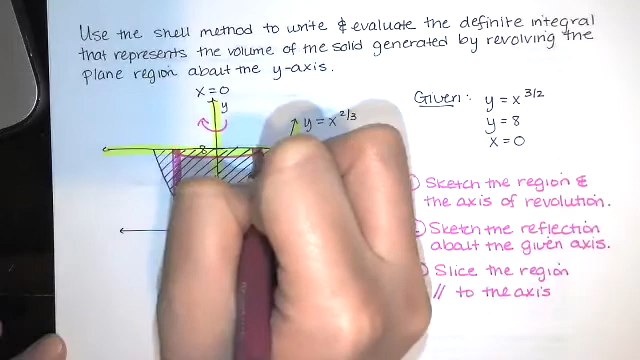 Use the shell method to write & evaluate the definite integral
that represents the volume of the solid generated by revolving the
plane region about the y-axis.
x = 0
y
y = x^{2/3}
8
Given: y = x^{3/2}
y = 8
x = 0
Sketch the region &
the axis of revolution.
Sketch the reflection
about the given axis.
Slice the region
// to the axis